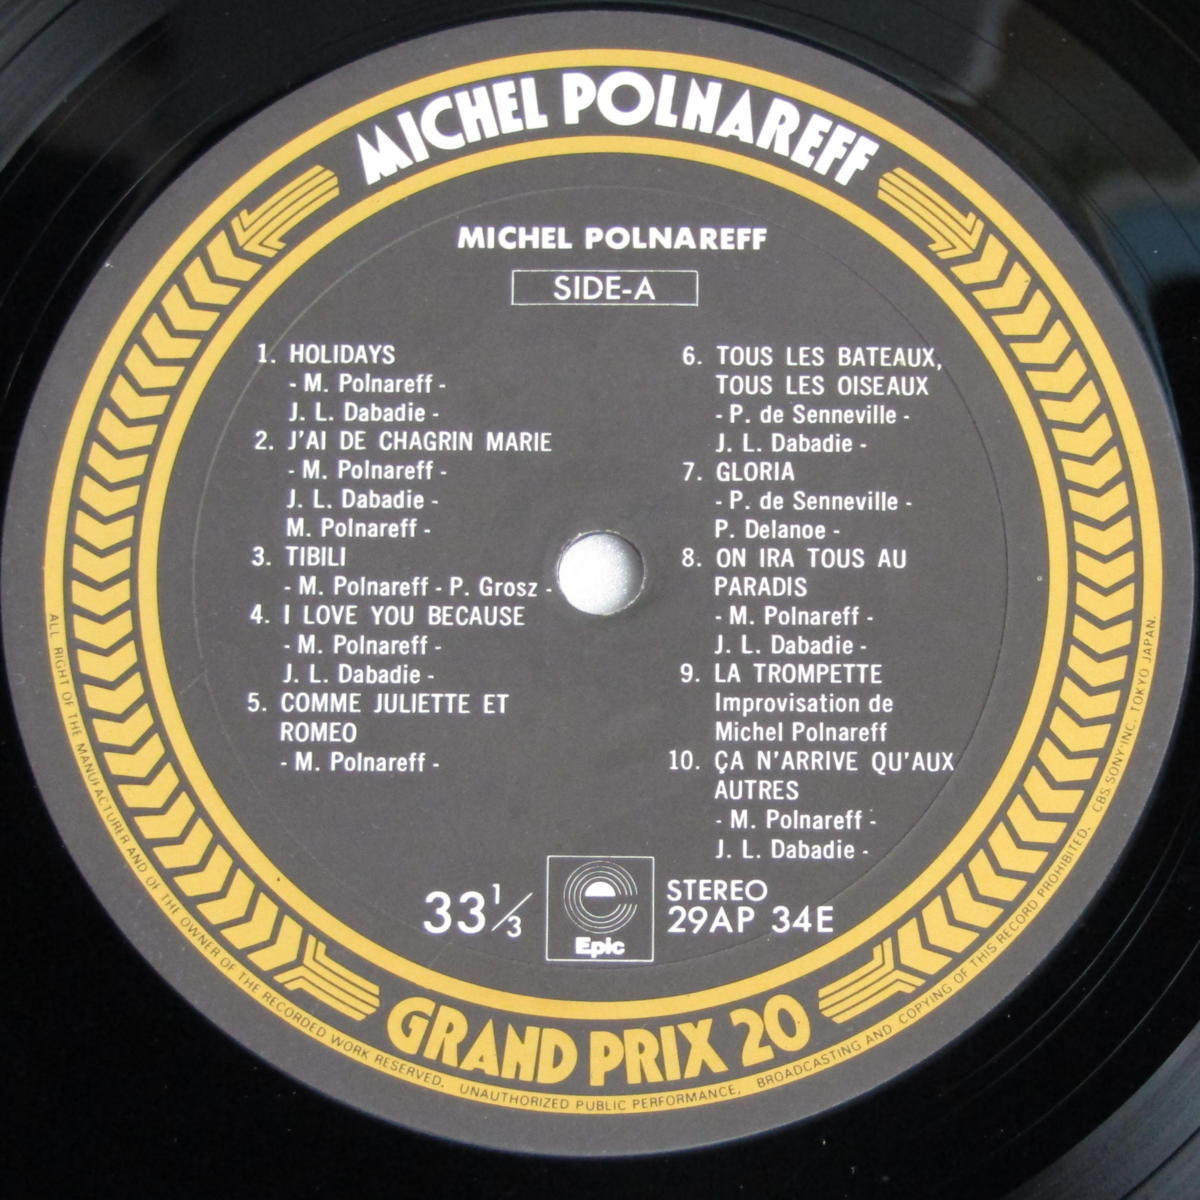 MICHEL POLNAREFF
MICHEL POLNAREFF
SIDE-A
1. HOLIDAYS
- M. Polnareff -
J. L. Dabadie -
2. J'AI DE CHAGRIN MARIE
- M. Polnareff -
J. L. Dabadie -
M. Polnareff -
3. TIBILI
- M. Polnareff - P. Grosz -
4. I LOVE YOU BECAUSE
- M. Polnareff -
J. L. Dabadie -
5. COMME JULIETTE ET
ROMEO
- M. Polnareff -
6. TOUS LES BATEAUX,
TOUS LES OISEAUX
- P. de Senneville -
J. L. Dabadie -
7. GLORIA
- P. de Senneville -
P. Delanoe -
8. ON IRA TOUS AU
PARADIS
- M. Polnareff -
J. L. Dabadie -
9. LA TROMPETTE
Improvisation de
Michel Polnareff
10. ÇA N'ARRIVE QU'AUX
AUTRES
- M. Polnareff -
J. L. Dabadie -
33 1/3
Epic
STEREO
29AP 34E
GRAND PRIX 20
ALL RIGHT OF THE MANUFACTURER AND OF THE OWNER OF THE RECORDED WORK RESERVED. UNAUTHORIZED PUBLIC PERFORMANCE, BROADCASTING AND COPYING OF THIS RECORD PROHIBITED. CBS/SONY INC. TOKYO JAPAN.